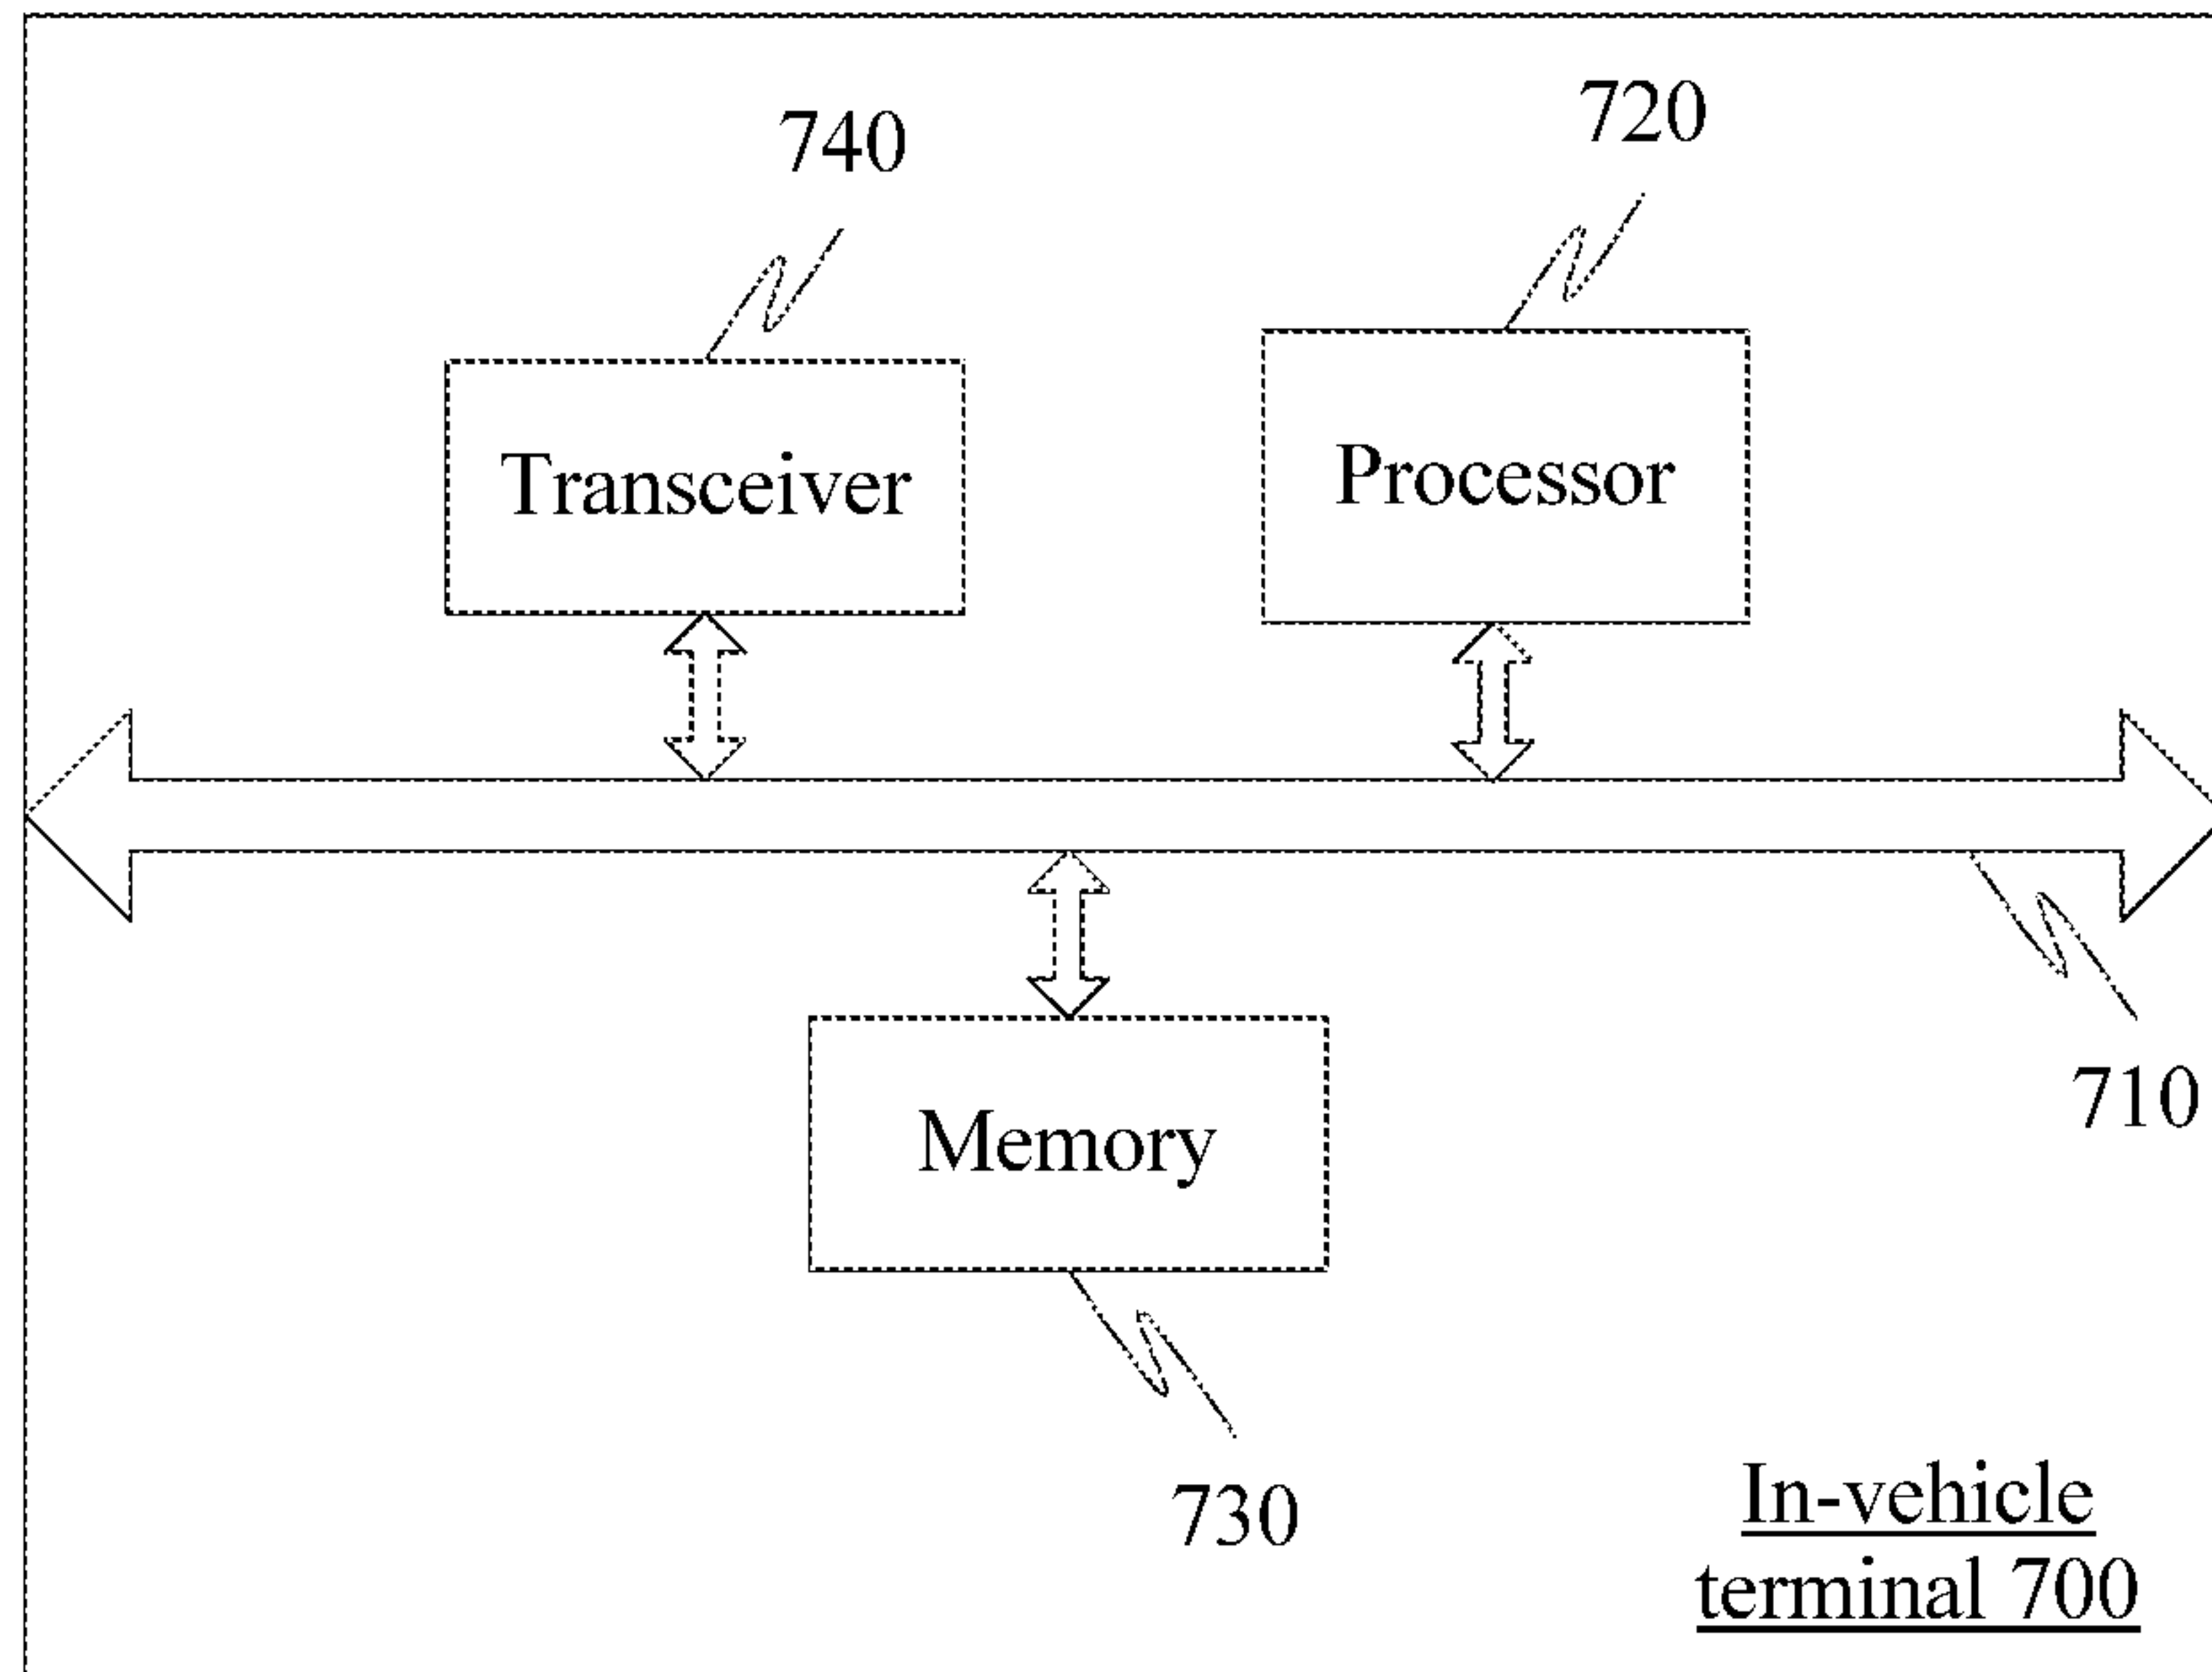 740
720
Transceiver
Processor
710
Memory
730
In-vehicle
terminal 700